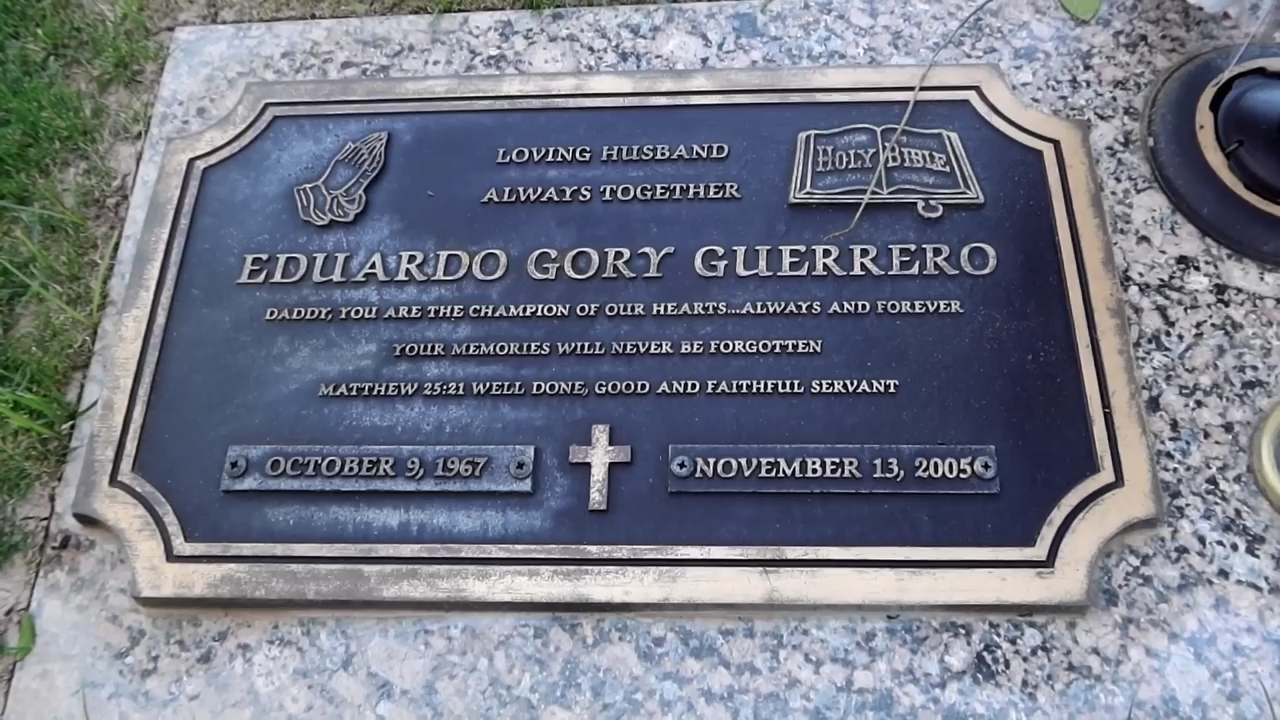 LOVING HUSBAND
ALWAYS TOGETHER
HOLY BIBLE
EDUARDO GORY GUERRERO
DADDY, YOU ARE THE CHAMPION OF OUR HEARTS...ALWAYS AND FOREVER
YOUR MEMORIES WILL NEVER BE FORGOTTEN
MATTHEW 25:21 WELL DONE, GOOD AND FAITHFUL SERVANT
OCTOBER 9, 1967
NOVEMBER 13, 2005